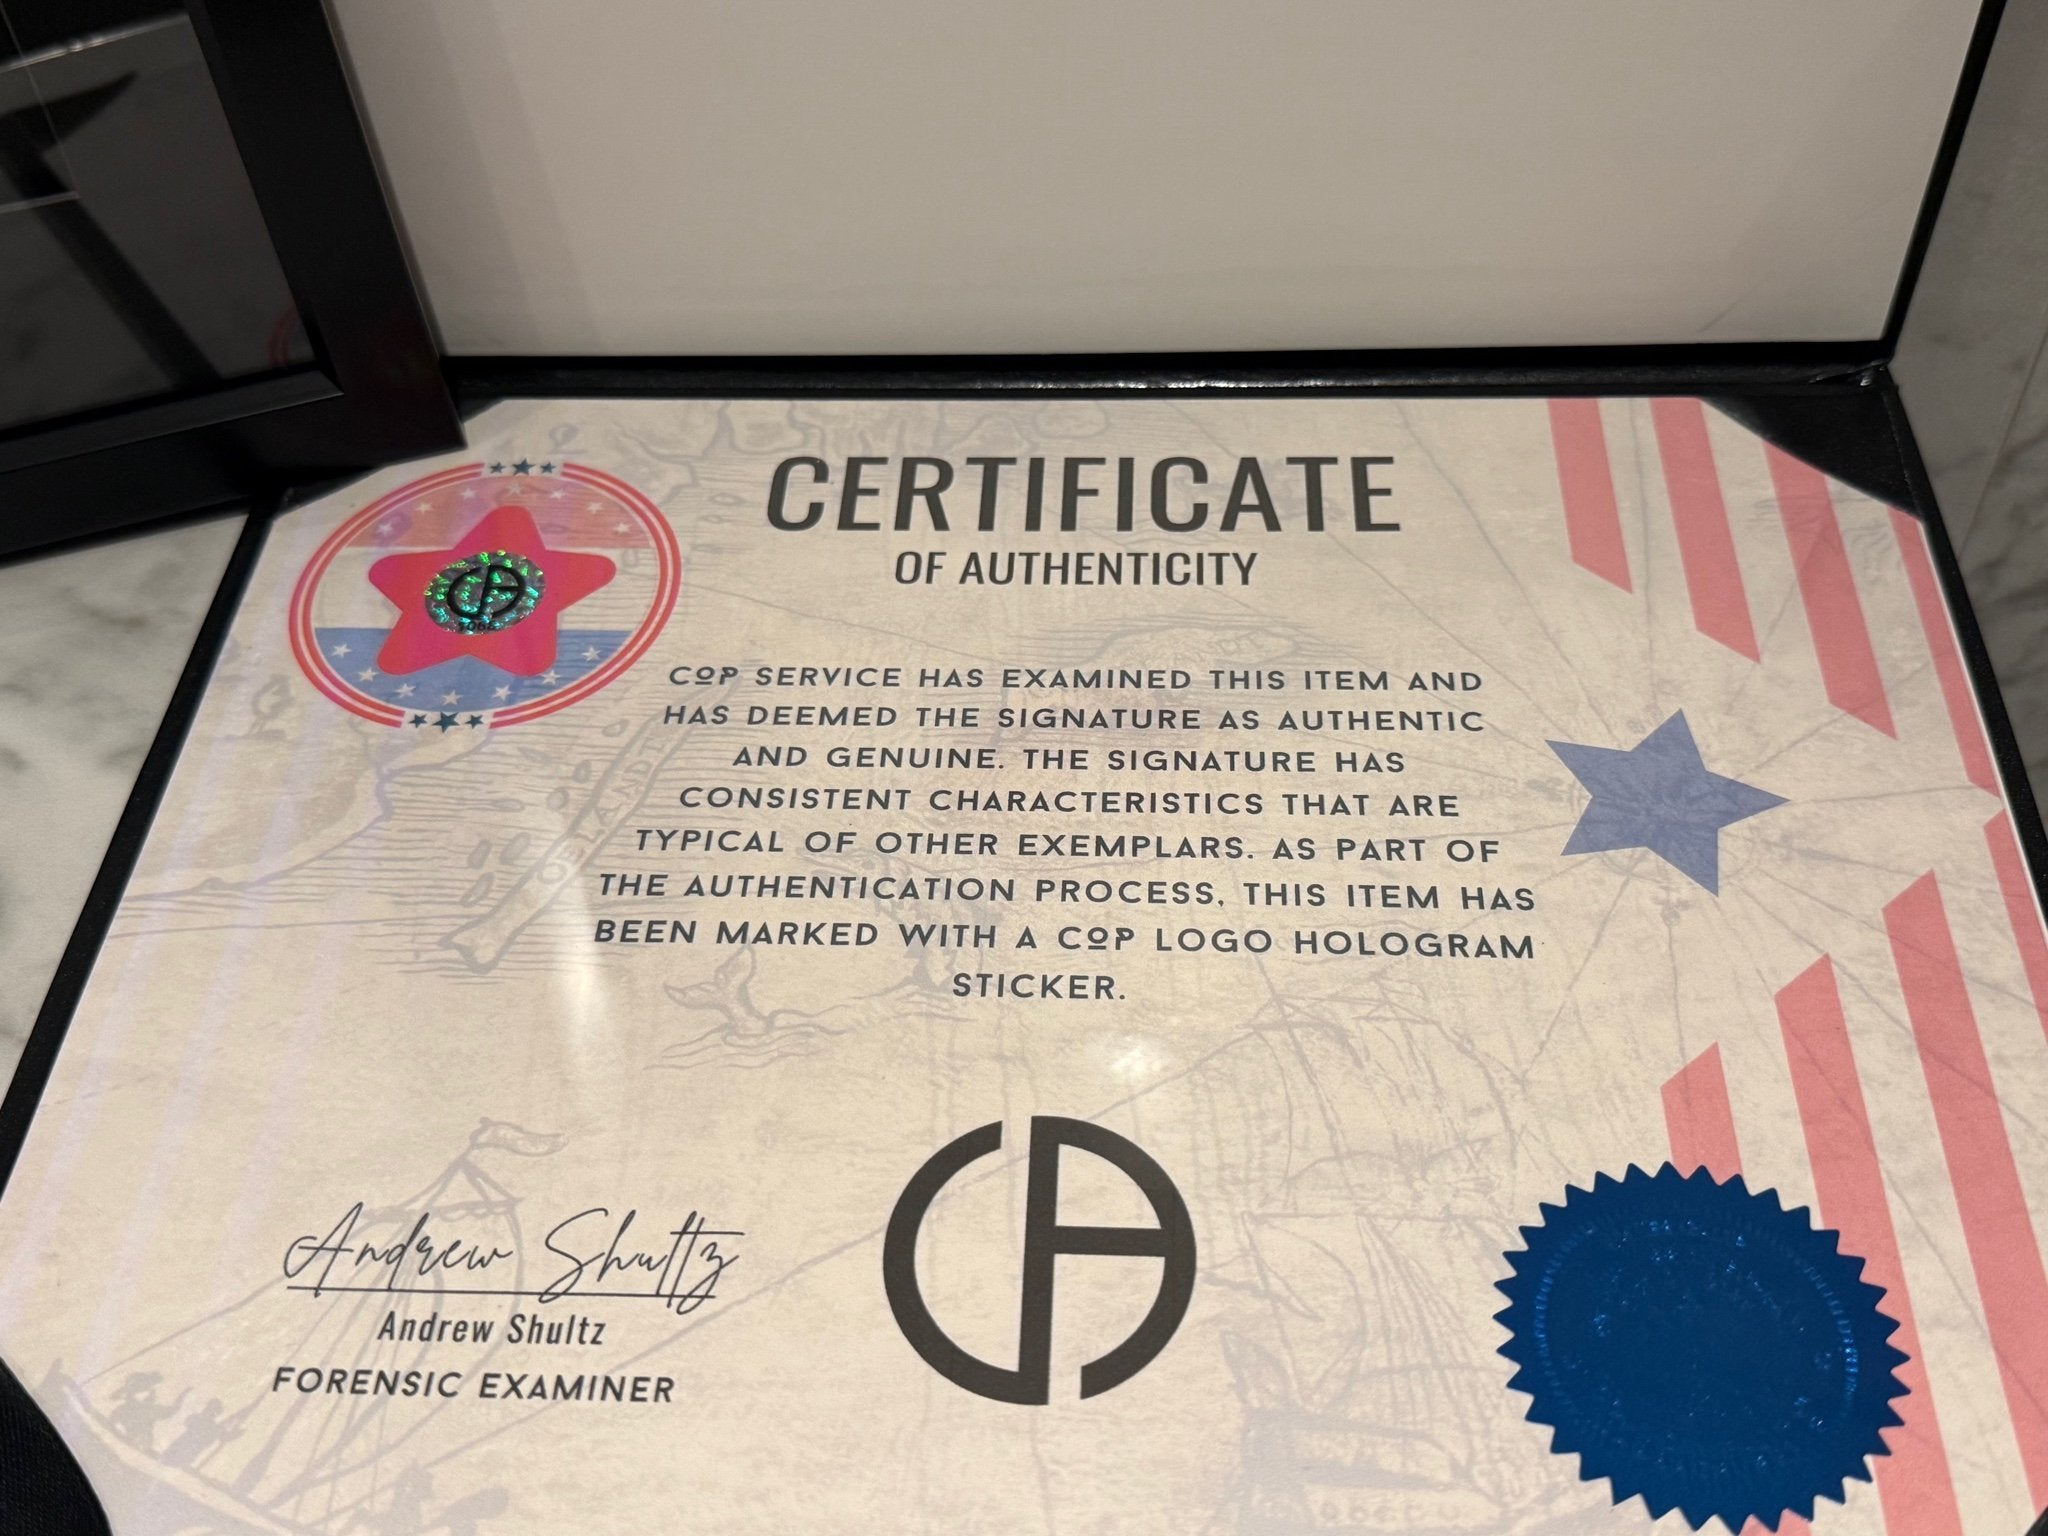 CERTIFICATE
OF AUTHENTICITY
COP SERVICE HAS EXAMINED THIS ITEM AND
HAS DEEMED THE SIGNATURE AS AUTHENTIC
AND GENUINE. THE SIGNATURE HAS
CONSISTENT CHARACTERISTICS THAT ARE
TYPICAL OF OTHER EXEMPLARS. AS PART OF
THE AUTHENTICATION PROCESS, THIS ITEM HAS
BEEN MARKED WITH A COP LOGO HOLOGRAM
STICKER.
Andrew Shultz
Andrew Shultz
FORENSIC EXAMINER